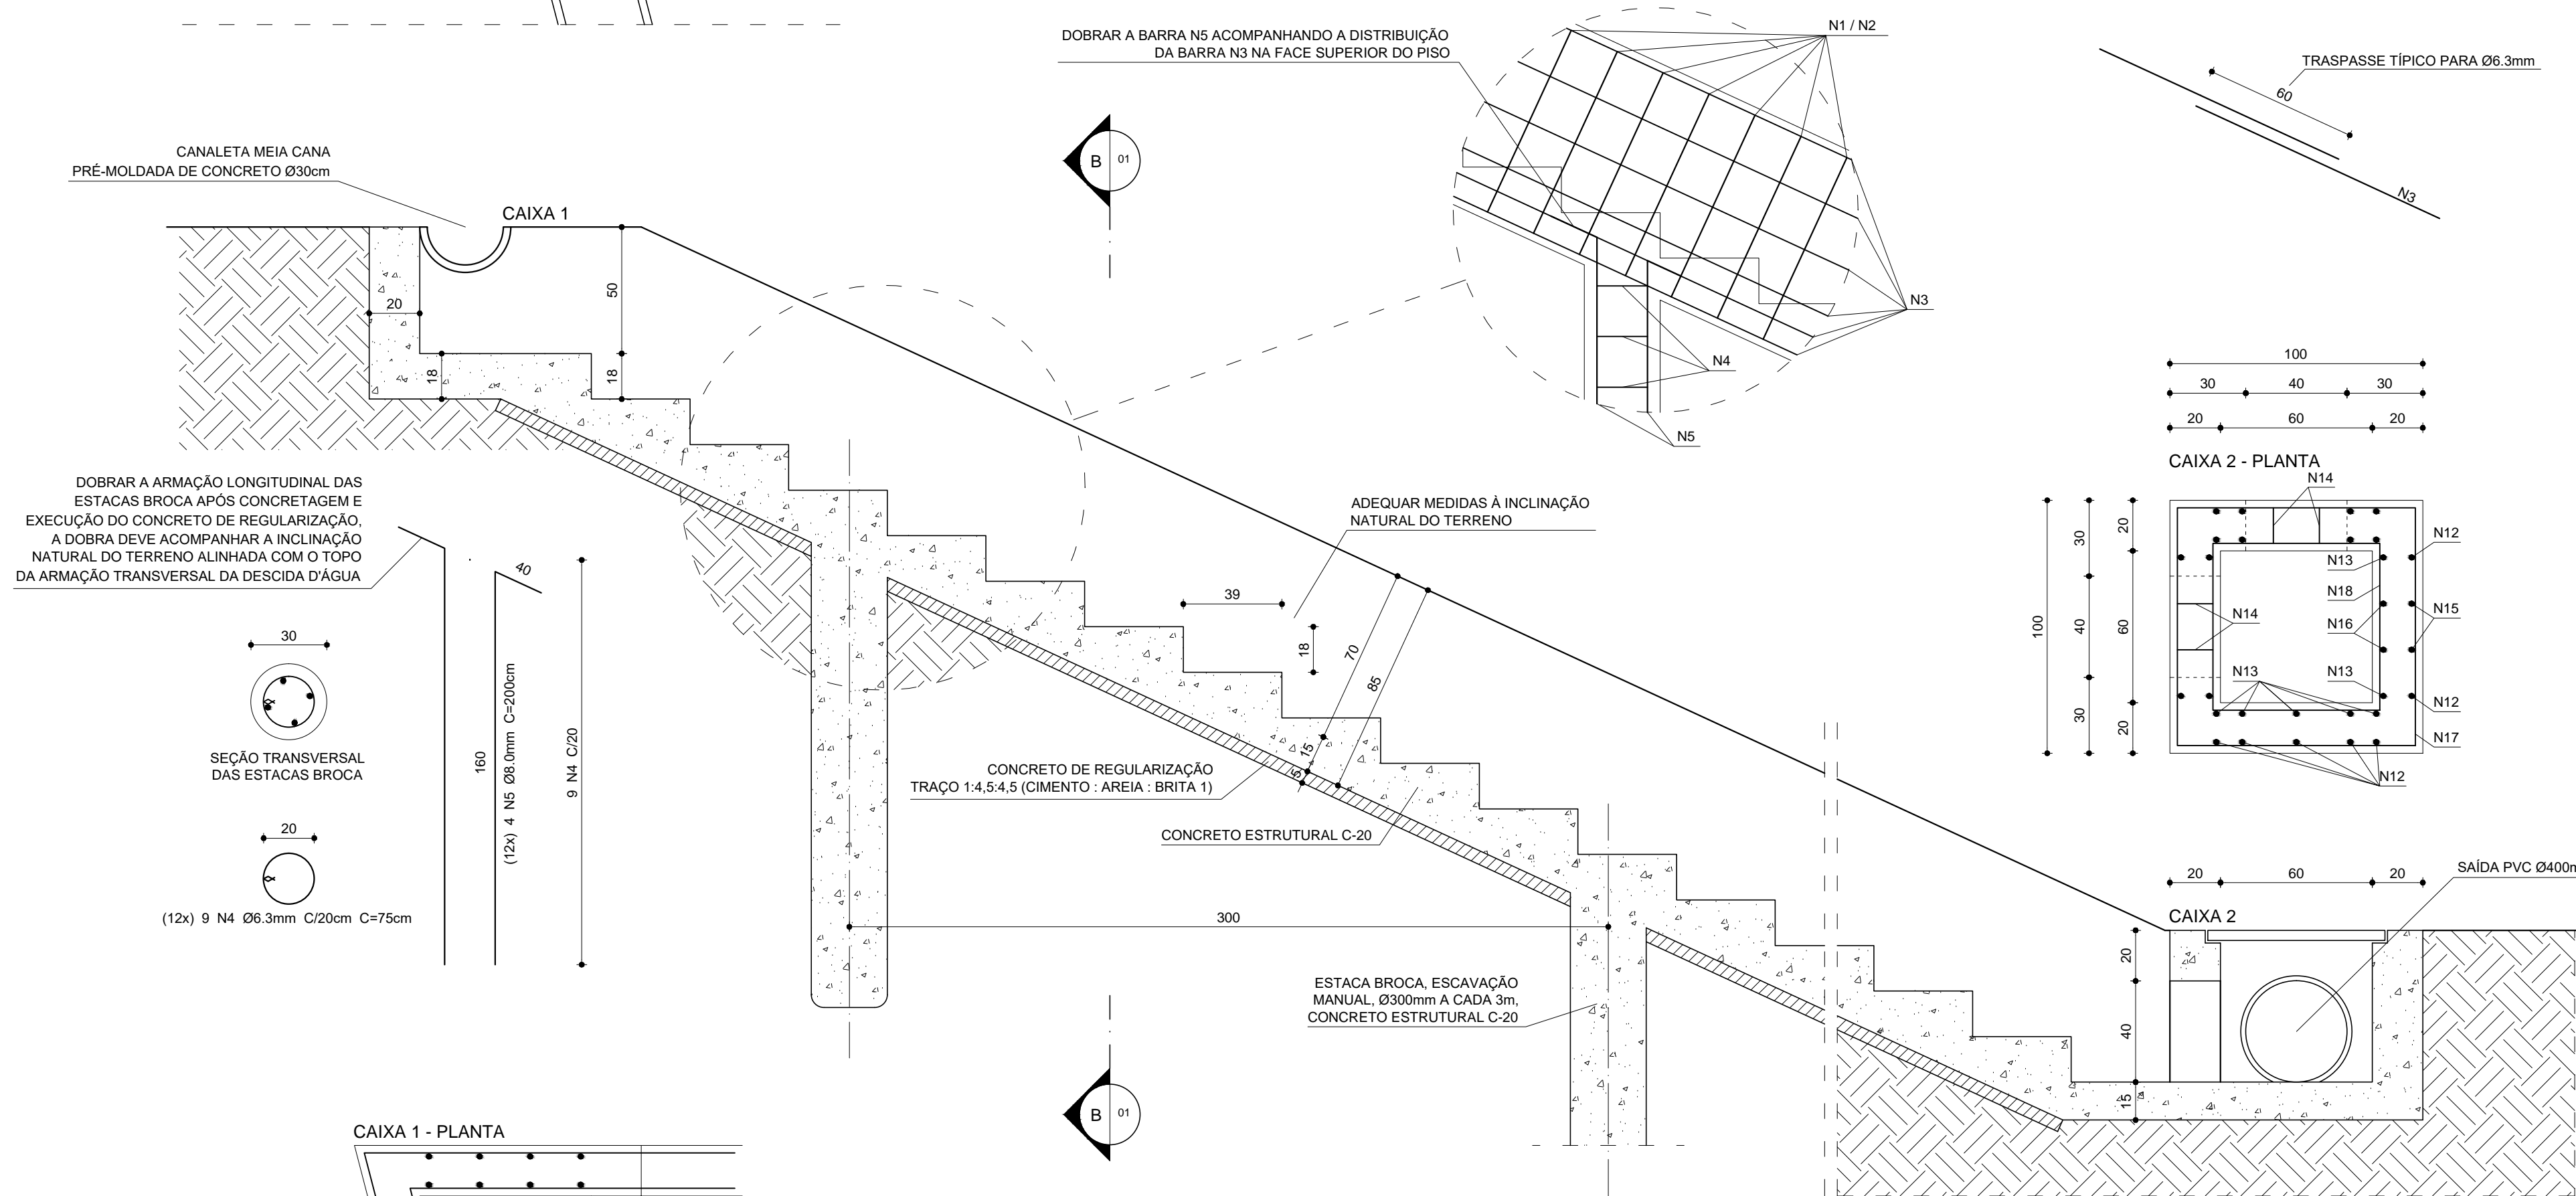 DOBRAR A BARRA N5 ACOMPANHANDO A DISTRIBUIÇÃO
DA BARRA N3 NA FACE SUPERIOR DO PISO
N1 / N2
TRASPASSE TÍPICO PARA Ø6.3mm
60
N3
CANALETA MEIA CANA
PRÉ-MOLDADA DE CONCRETO Ø30cm
B 01
CAIXA 1
20
50
18
18
N3
N4
N5
DOBRAR A ARMAÇÃO LONGITUDINAL DAS
ESTACAS BROCA APÓS CONCRETAGEM E
EXECUÇÃO DO CONCRETO DE REGULARIZAÇÃO,
A DOBRA DEVE ACOMPANHAR A INCLINAÇÃO
NATURAL DO TERRENO ALINHADA COM O TOPO
DA ARMAÇÃO TRANSVERSAL DA DESCIDA D'ÁGUA
40
160
(12x) 4 N5 Ø8.0mm C=200cm
9 N4 C/20
30
SEÇÃO TRANSVERSAL
DAS ESTACAS BROCA
20
(12x) 9 N4 Ø6.3mm C/20cm C=75cm
ADEQUAR MEDIDAS À INCLINAÇÃO
NATURAL DO TERRENO
39
18
70
85
15
5
CONCRETO DE REGULARIZAÇÃO
TRAÇO 1:4,5:4,5 (CIMENTO : AREIA : BRITA 1)
CONCRETO ESTRUTURAL C-20
300
ESTACA BROCA, ESCAVAÇÃO
MANUAL, Ø300mm A CADA 3m,
CONCRETO ESTRUTURAL C-20
B 01
100
30 40 30
20 60 20
CAIXA 2 - PLANTA
N14
N12
N13
N18
N15
N14
N16
N13
N13
N12
N17
N12
100
30
40
30
20
60
20
20 60 20
SAÍDA PVC Ø400m
CAIXA 2
20
40
15
CAIXA 1 - PLANTA